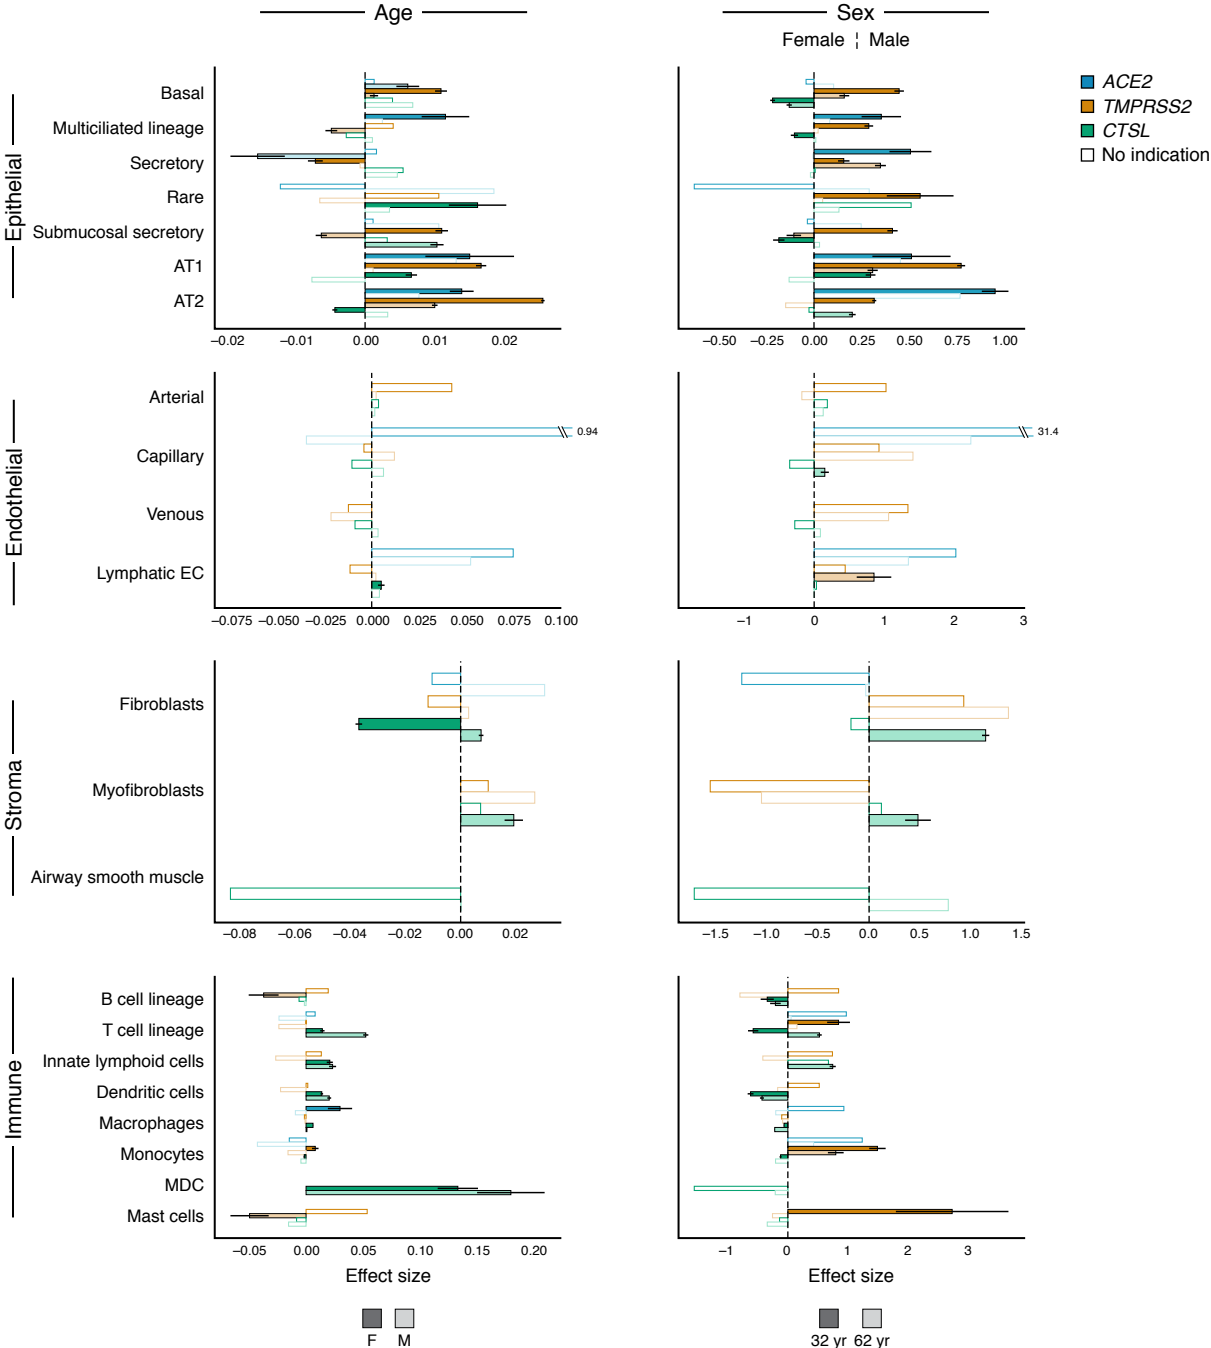 Age
Sex
Female | Male
ACE2
TMPRSS2
CTSL
No indication
Epithelial
Basal
Multiciliated lineage
Secretory
Rare
Submucosal secretory
AT1
AT2
−0.02 −0.01 0.00 0.01 0.02
−0.50 −0.25 0.00 0.25 0.50 0.75 1.00
Endothelial
Arterial
Capillary
Venous
Lymphatic EC
0.94
31.4
−0.075 −0.050 −0.025 0.000 0.025 0.050 0.075 0.100
−1 0 1 2 3
Stroma
Fibroblasts
Myofibroblasts
Airway smooth muscle
−0.08 −0.06 −0.04 −0.02 0.00 0.02
−1.5 −1.0 −0.5 0.0 0.5 1.0 1.5
Immune
B cell lineage
T cell lineage
Innate lymphoid cells
Dendritic cells
Macrophages
Monocytes
MDC
Mast cells
−0.05 0.00 0.05 0.10 0.15 0.20
−1 0 1 2 3
Effect size
Effect size
F M
32 yr 62 yr